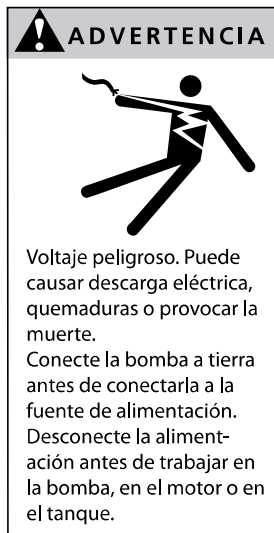 ADVERTENCIA
Voltaje peligroso. Puede
causar descarga eléctrica,
quemaduras o provocar la
muerte.
Conecte la bomba a tierra
antes de conectarla a la
fuente de alimentación.
Desconecte la aliment-
ación antes de trabajar en
la bomba, en el motor o en
el tanque.